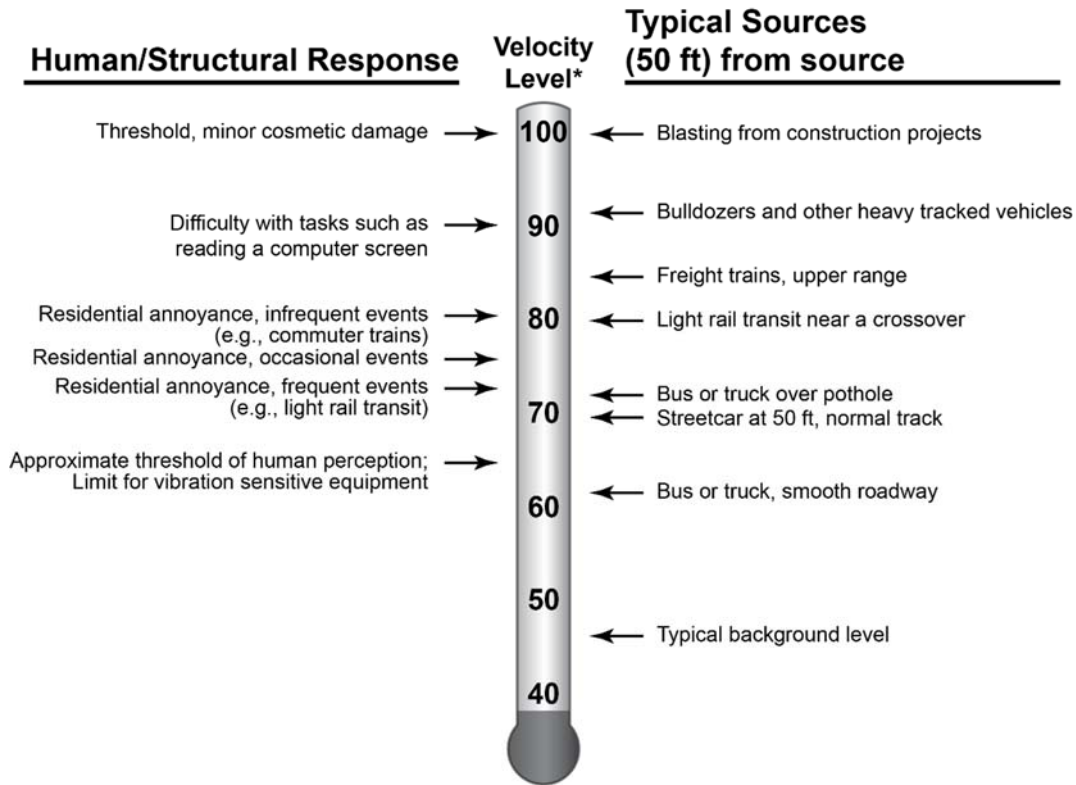 Human/Structural Response
Velocity
Level*
Typical Sources
(50 ft) from source
Threshold, minor cosmetic damage
100
Blasting from construction projects
Bulldozers and other heavy tracked vehicles
Difficulty with tasks such as
reading a computer screen
90
Freight trains, upper range
Residential annoyance, infrequent events
(e.g., commuter trains)
80
Light rail transit near a crossover
Residential annoyance, occasional events
Residential annoyance, frequent events
(e.g., light rail transit)
Bus or truck over pothole
70
Streetcar at 50 ft, normal track
Approximate threshold of human perception;
Limit for vibration sensitive equipment
Bus or truck, smooth roadway
60
50
Typical background level
40